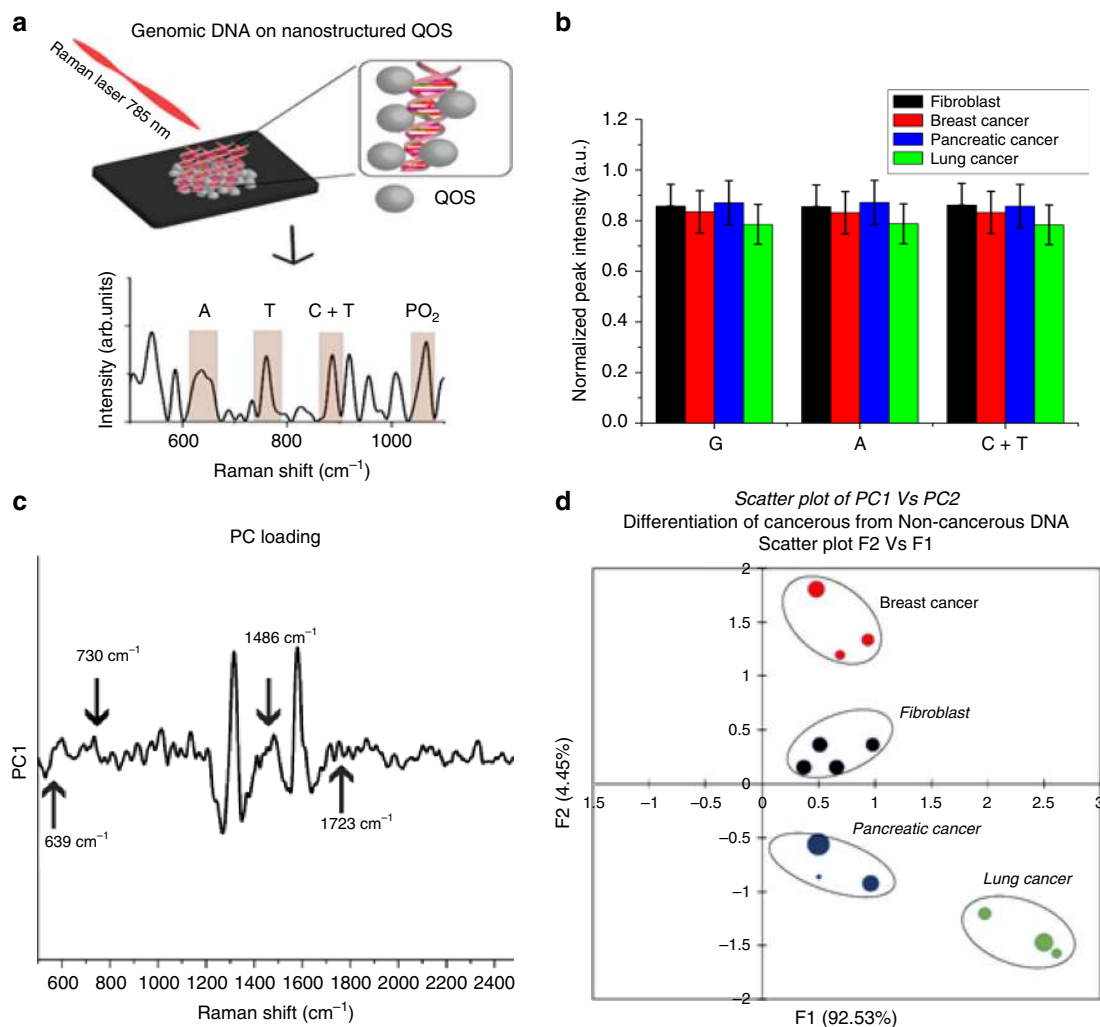 a
Genomic DNA on nanostructured QOS
Raman laser 785 nm
QOS
A
T
C + T
PO2
Intensity (arb.units)
600
800
1000
Raman shift (cm–1)
b
Fibroblast
Breast cancer
Pancreatic cancer
Lung cancer
Normalized peak intensity (a.u.)
1.2
1.0
0.8
0.6
0.4
0.2
0.0
G
A
C + T
c
PC loading
730 cm–1
1486 cm–1
639 cm–1
1723 cm–1
PC1
600 800 1000 1200 1400 1600 1800 2000 2200 2400
Raman shift (cm–1)
d
Scatter plot of PC1 Vs PC2
Differentiation of cancerous from Non-cancerous DNA
Scatter plot F2 Vs F1
2
Breast cancer
1.5
1
Fibroblast
0.5
0
1.5 –1 –0.5 0 0.5 1 1.5 2 2.5 3
Pancreatic cancer
–0.5
Lung cancer
–1
–1.5
–2
F2 (4.45%)
F1 (92.53%)